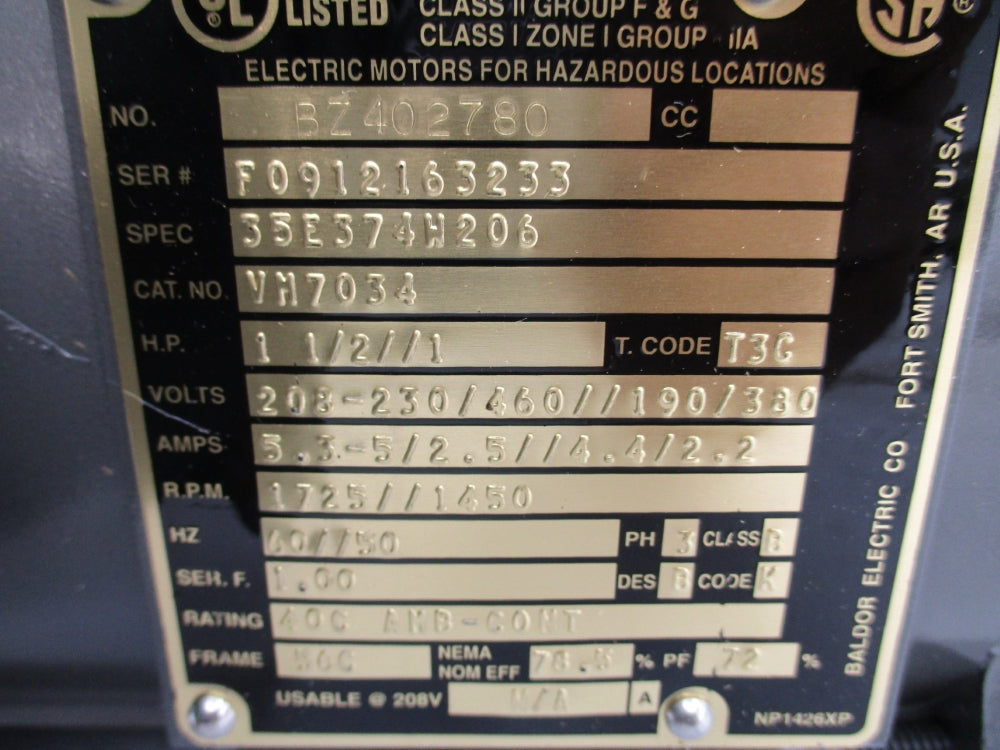 UL ® LISTED CLASS II GROUP F & G
CLASS I ZONE I GROUP IIA
SA ®
ELECTRIC MOTORS FOR HAZARDOUS LOCATIONS
NO. BZ402780 CC
SER # F0912163233
SPEC 35E374W206
CAT. NO. VM7034
H.P. 1 1/2//1 T. CODE T3C
VOLTS 208-230/460//190/380
AMPS 5.3-5/2.5//4.4/2.2
R.P.M. 1725//1450
HZ 60//50 PH 3 CLASS B
SER. F. 1.00 DES B CODE K
RATING 40C AMB-CONT
FRAME 56C NEMA NOM EFF 78.5 % PF 72 %
USABLE @ 208V N/A A
NP1426XP
BALDOR ELECTRIC CO FORT SMITH, AR U.S.A.